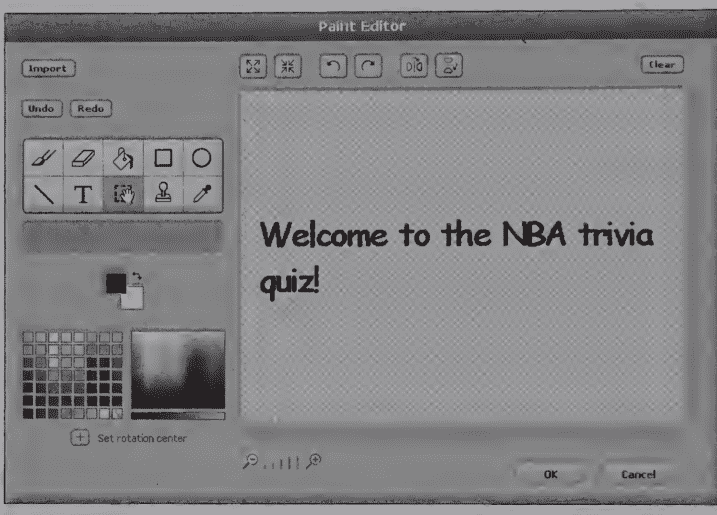 Paint Editor
Import
Clear
Undo Redo
T
Welcome to the NBA trivia
quiz!
Set rotation center
OK Cancel